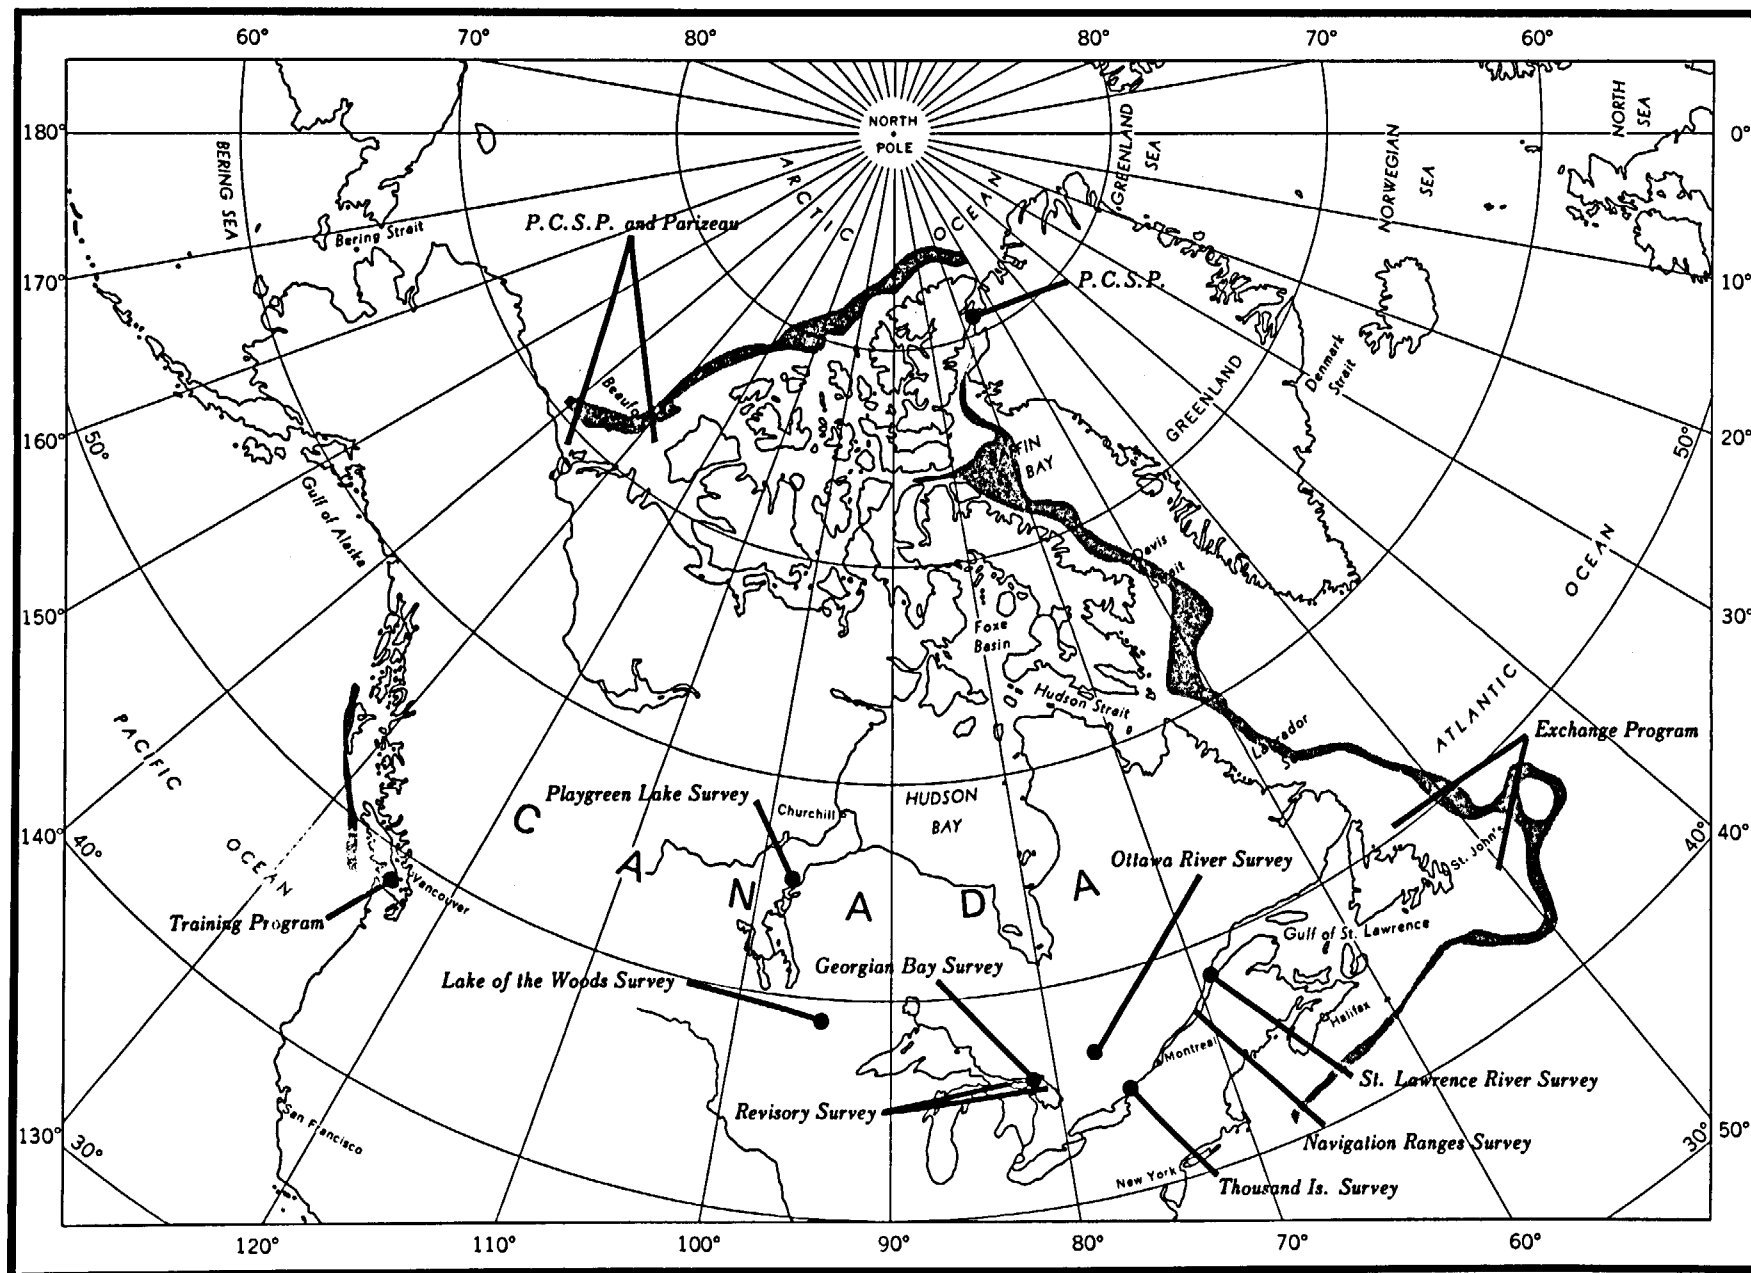 60° 70° 80° 80° 70° 60°
180°
NORTH
POLE
0°
BERING SEA
ARCTIC
OCEAN
GREENLAND
SEA
NORWEGIAN
SEA
NORTH
SEA
Bering Strait
P.C.S.P. and Parizeau
170°
P.C.S.P.
10°
Denmark
Strait
GREENLAND
160°
50°
BAY
50°
20°
Gulf of Alaska
Davis
OCEAN
150°
Foxe
Basin
30°
Hudson Strait
PACIFIC
Labrador
ATLANTIC
Exchange Program
Playgreen Lake Survey
Churchill
HUDSON
BAY
CANADA
140°
40°
OCEAN
Ottawa River Survey
St. John's
40°
40°
Vancouver
Training Program
Gulf of St. Lawrence
Georgian Bay Survey
Lake of the Woods Survey
Halifax
Montreal
St. Lawrence River Survey
Revisory Survey
San Francisco
Navigation Ranges Survey
130°
30°
30°
50°
New York
Thousand Is. Survey
120° 110° 100° 90° 80° 70° 60°